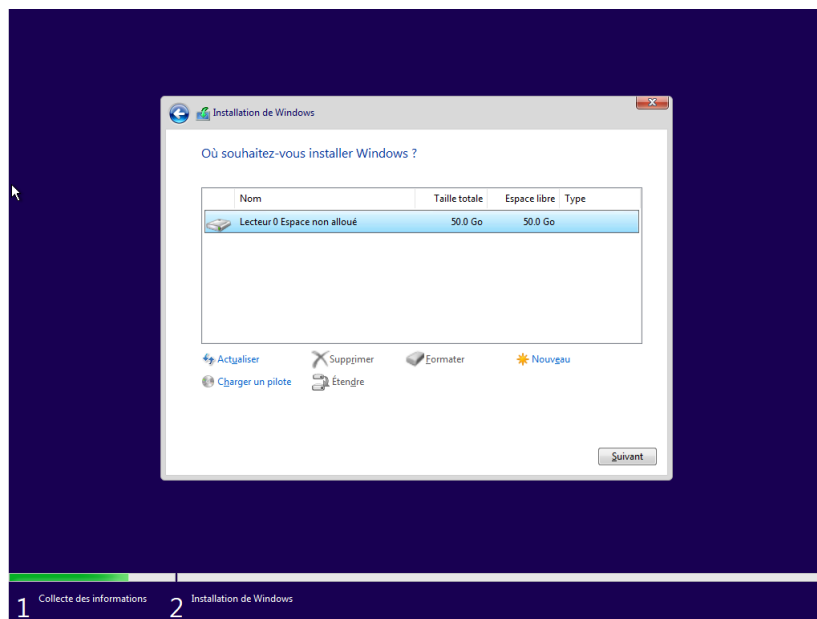 Installation de Windows
Où souhaitez-vous installer Windows ?
Nom Taille totale Espace libre Type
Lecteur 0 Espace non alloué 50.0 Go 50.0 Go
Actualiser Supprimer Formater Nouveau
Charger un pilote Étendre
Suivant
1 Collecte des informations 2 Installation de Windows